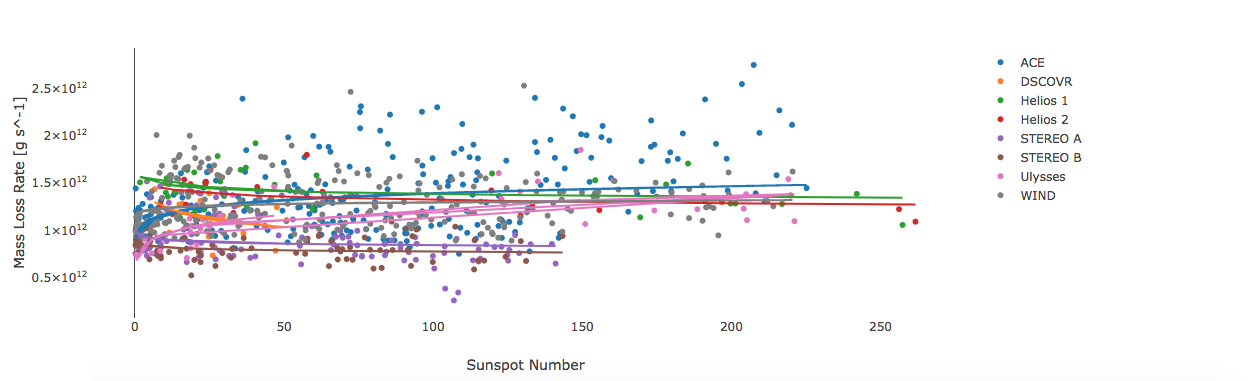 Mass Loss Rate [g s^-1]
2.5×10¹²
2×10¹²
1.5×10¹²
1×10¹²
0.5×10¹²
0 50 100 150 200 250
Sunspot Number
ACE
DSCOVR
Helios 1
Helios 2
STEREO A
STEREO B
Ulysses
WIND